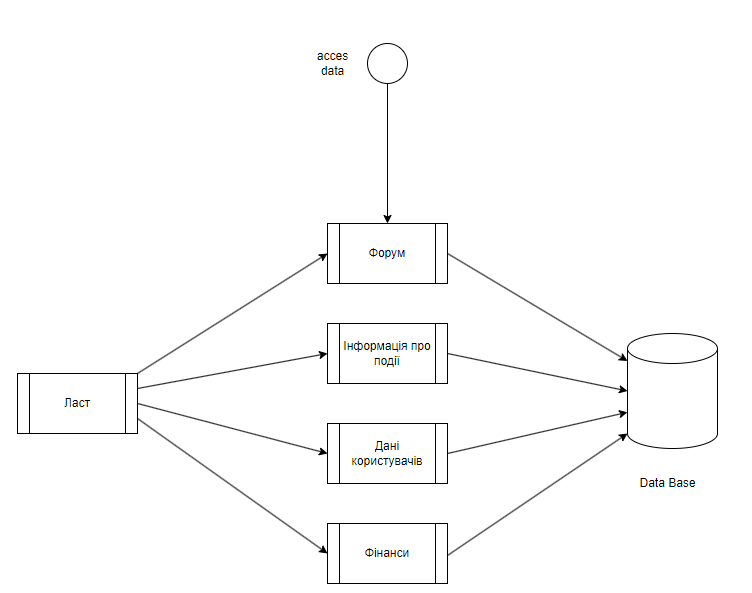 acces
data
Форум
Інформація про
події
Ласт
Дані
користувачів
Data Base
Фінанси